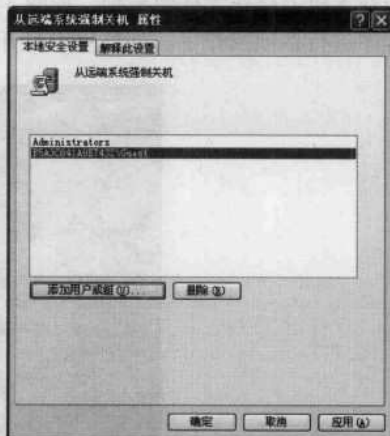 从远端系统强制关机 属性
本地安全设置 解释此设置
从远端系统强制关机
Administrators
添加用户或组(U)... 删除(R)
确定 取消 应用(A)